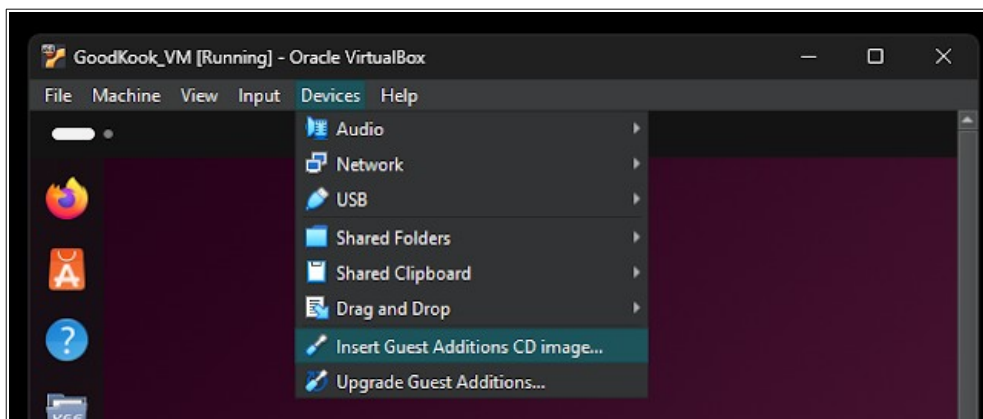 GoodKook_VM [Running] - Oracle VirtualBox
File Machine View Input Devices Help
Audio
Network
USB
Shared Folders
Shared Clipboard
Drag and Drop
Insert Guest Additions CD image...
Upgrade Guest Additions...